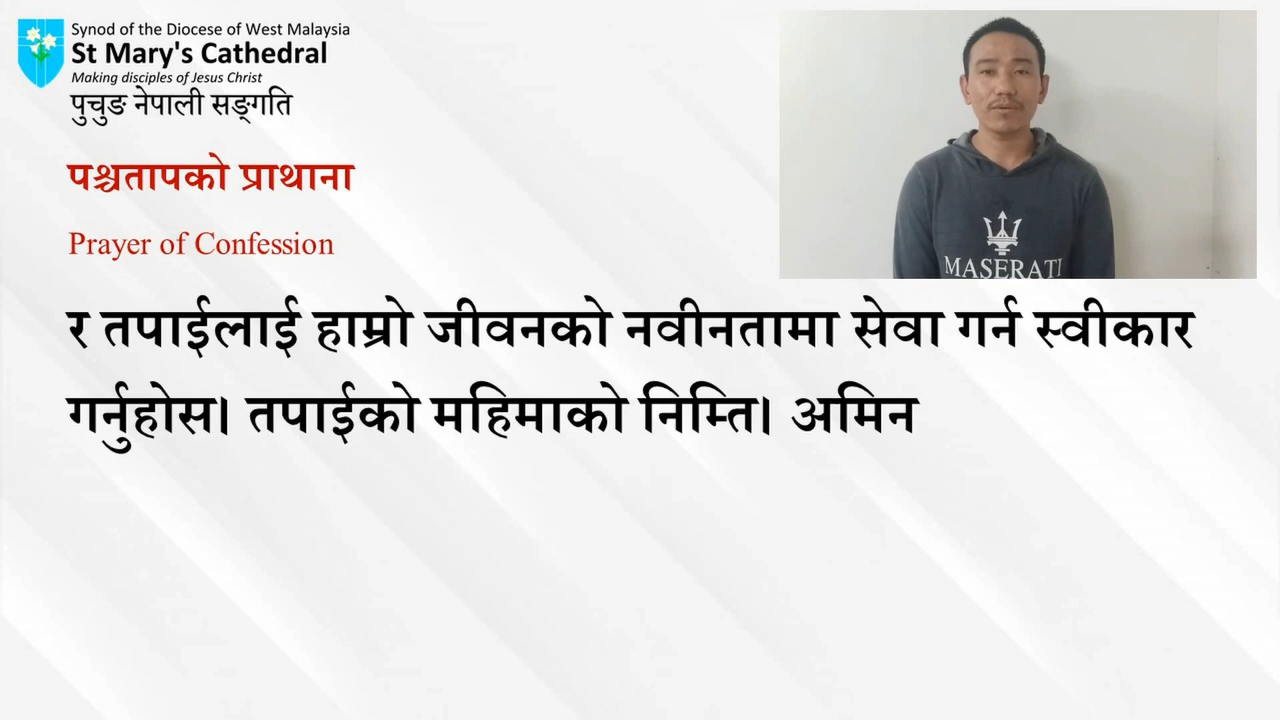 Synod of the Diocese of West Malaysia
St Mary's Cathedral
Making disciples of Jesus Christ
पुचुङ नेपाली सङ्गति
पश्चतापको प्राथाना
Prayer of Confession
MASERATI
र तपाईलाई हाम्रो जीवनको नवीनतामा सेवा गर्न स्वीकार
गर्नुहोस। तपाईको महिमाको निम्ति। अमिन